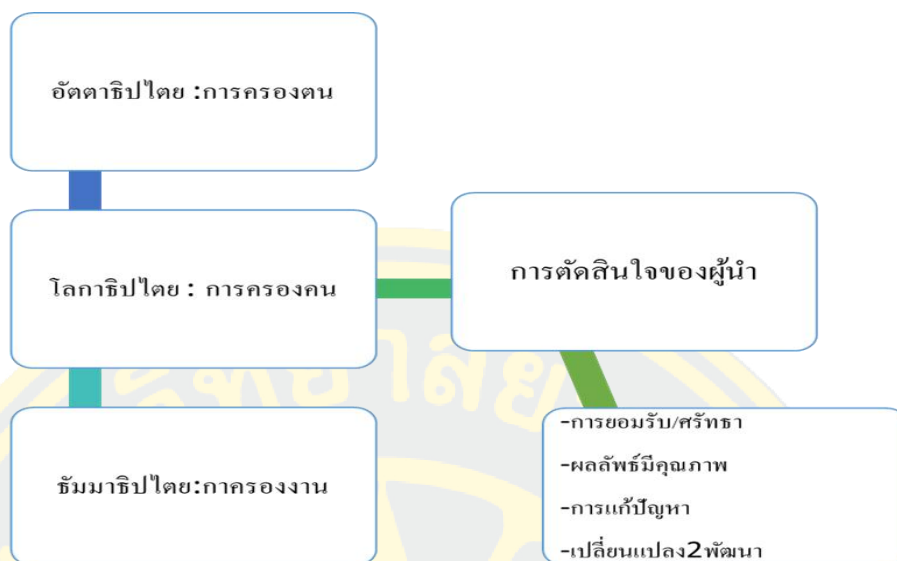 อัตตาธิปไตย :การครองตน
โลกาธิปไตย : การครองคน
ธัมมาธิปไตย:กาครองงาน
การตัดสินใจของผู้นำ
-การยอมรับ/ศรัทธา
-ผลลัพธ์มีคุณภาพ
-การแก้ปัญหา
-เปลี่ยนแปลง2พัฒนา